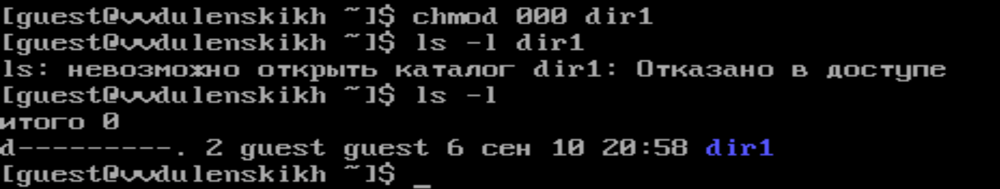 [guest@vvdulenskikh ~]$ chmod 000 dir1
[guest@vvdulenskikh ~]$ ls -l dir1
ls: невозможно открыть каталог dir1: Отказано в доступе
[guest@vvdulenskikh ~]$ ls -l
итого 0
d---------. 2 guest guest 6 сен 10 20:58 dir1
[guest@vvdulenskikh ~]$ _